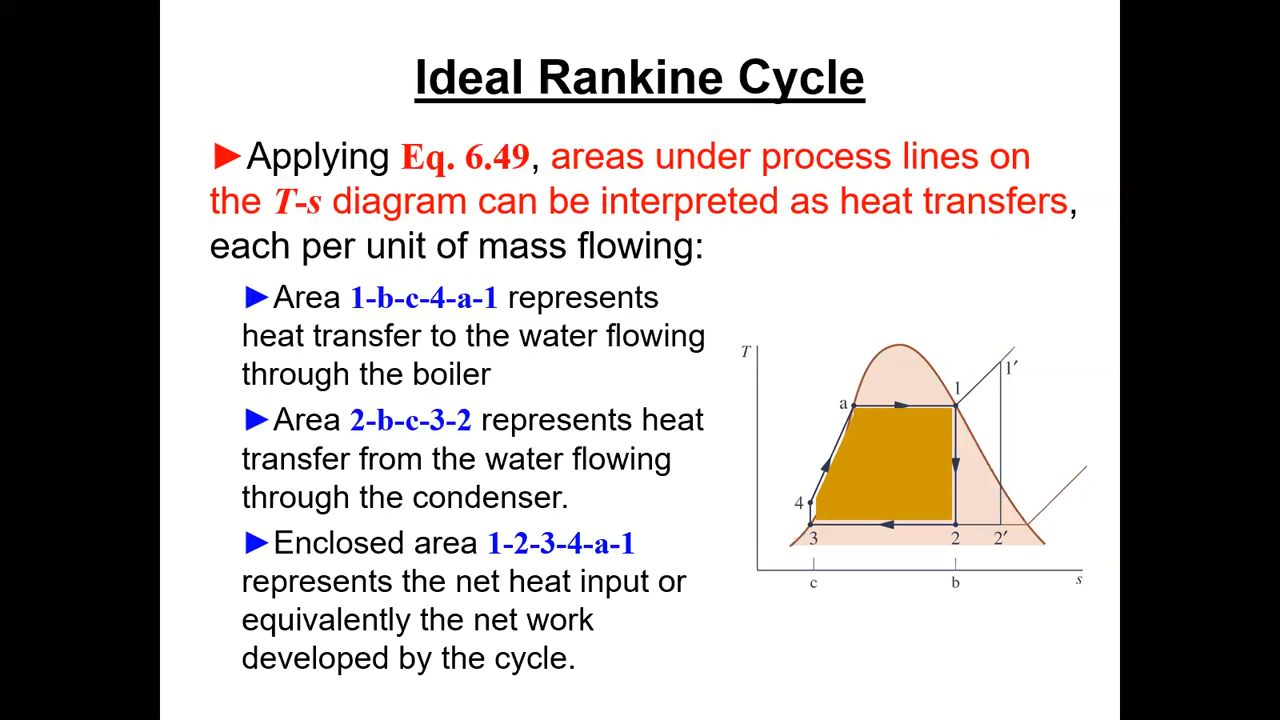 Ideal Rankine Cycle
►Applying Eq. 6.49, areas under process lines on
the T-s diagram can be interpreted as heat transfers,
each per unit of mass flowing:
►Area 1-b-c-4-a-1 represents
heat transfer to the water flowing
through the boiler
►Area 2-b-c-3-2 represents heat
transfer from the water flowing
through the condenser.
►Enclosed area 1-2-3-4-a-1
represents the net heat input or
equivalently the net work
developed by the cycle.
T
1′
1
a
4
3
2
2′
c
b
s